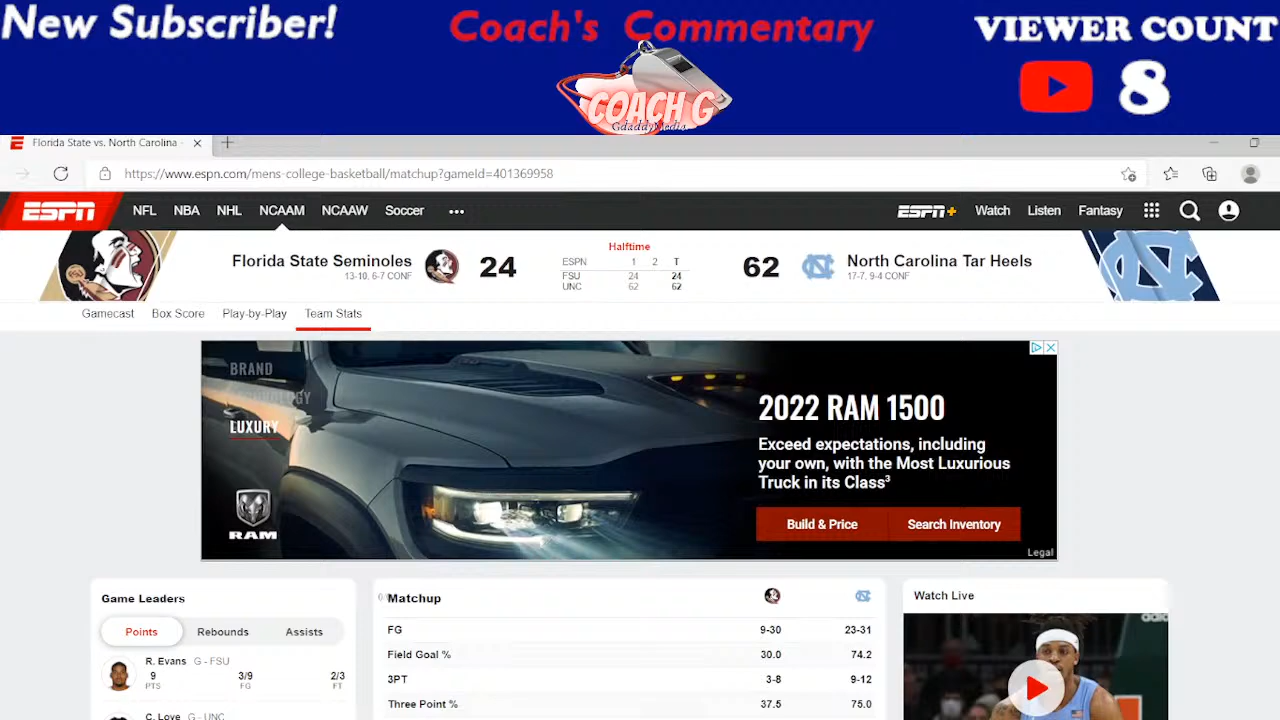 New Subscriber!
Coach's Commentary
VIEWER COUNT
COACH G
GdaddyMedia
8
Florida State vs. North Carolina -
https://www.espn.com/mens-college-basketball/matchup?gameId=401369958
ESPN NFL NBA NHL NCAAM NCAAW Soccer ••• ESPN+ Watch Listen Fantasy
Halftime
Florida State Seminoles 24 ESPN 1 2 T 62 North Carolina Tar Heels
13-10, 6-7 CONF FSU 24 24 17-7, 9-4 CONF
UNC 62 62
Gamecast Box Score Play-by-Play Team Stats
BRAND
TECHNOLOGY
LUXURY
RAM
2022 RAM 1500
Exceed expectations, including
your own, with the Most Luxurious
Truck in its Class³
Build & Price Search Inventory
Legal
Game Leaders
Points Rebounds Assists
R. Evans G - FSU
9 3/9 2/3
PTS FG FT
C. Love G - UNC
Matchup
FG 9-30 23-31
Field Goal % 30.0 74.2
3PT 3-8 9-12
Three Point % 37.5 75.0
Watch Live